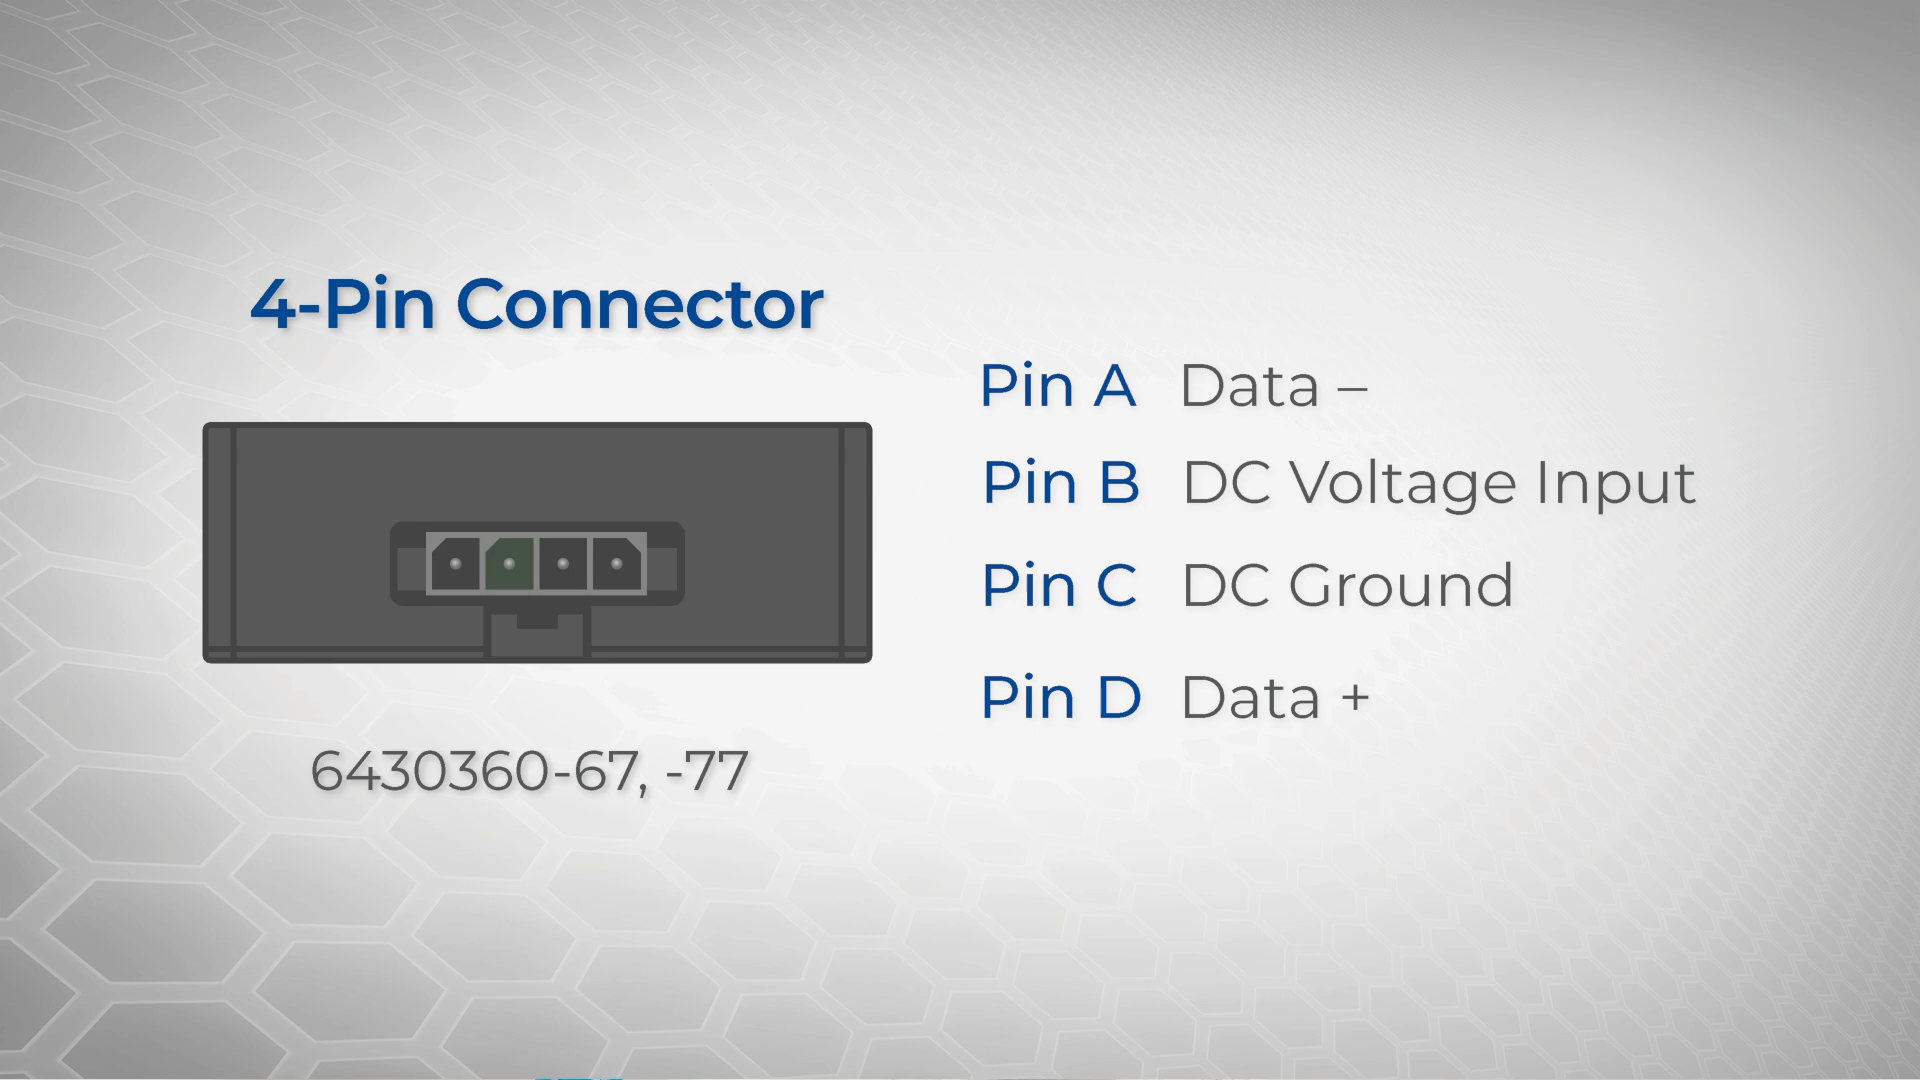 4-Pin Connector
Pin A Data –
Pin B DC Voltage Input
Pin C DC Ground
Pin D Data +
6430360-67, -77